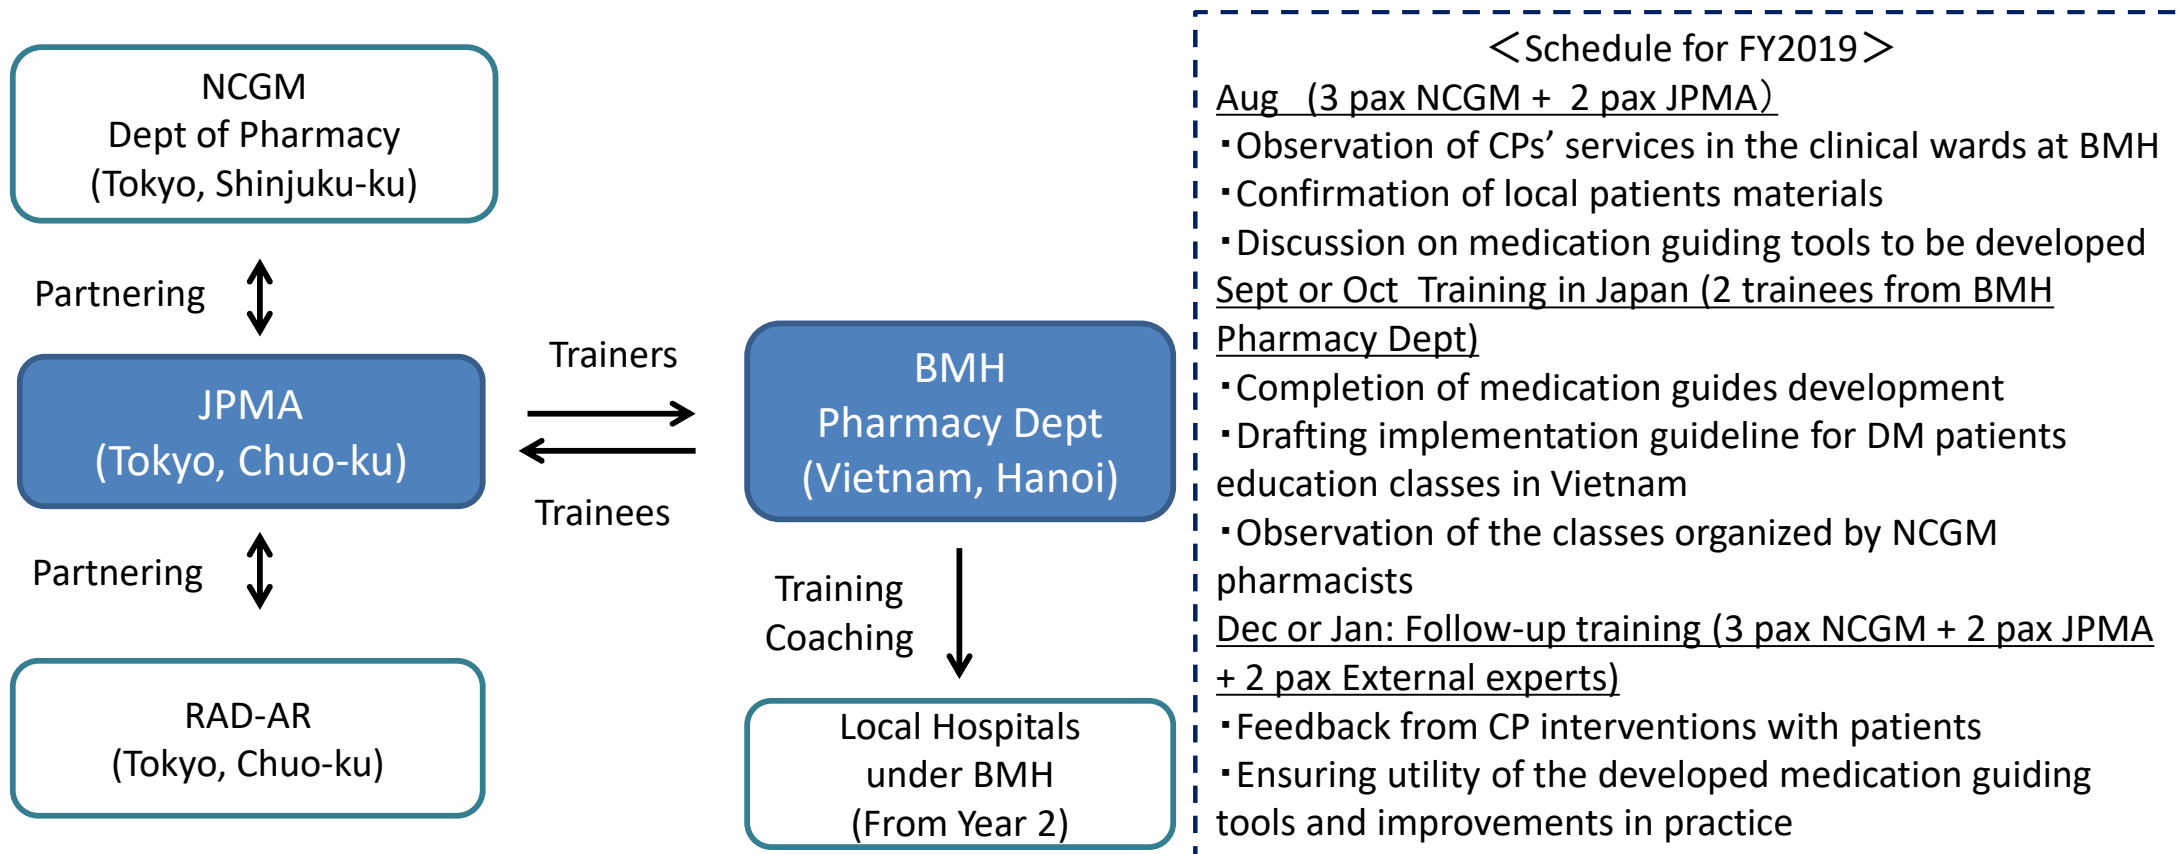 NCGM
Dept of Pharmacy
(Tokyo, Shinjuku-ku)
Partnering
JPMA
(Tokyo, Chuo-ku)
Partnering
RAD-AR
(Tokyo, Chuo-ku)
Trainers
Trainees
BMH
Pharmacy Dept
(Vietnam, Hanoi)
Training
Coaching
Local Hospitals
under BMH
(From Year 2)
＜Schedule for FY2019＞
Aug (3 pax NCGM + 2 pax JPMA）
・Observation of CPs’ services in the clinical wards at BMH
・Confirmation of local patients materials
・Discussion on medication guiding tools to be developed
Sept or Oct Training in Japan (2 trainees from BMH
Pharmacy Dept)
・Completion of medication guides development
・Drafting implementation guideline for DM patients
education classes in Vietnam
・Observation of the classes organized by NCGM
pharmacists
Dec or Jan: Follow-up training (3 pax NCGM + 2 pax JPMA
+ 2 pax External experts)
・Feedback from CP interventions with patients
・Ensuring utility of the developed medication guiding
tools and improvements in practice